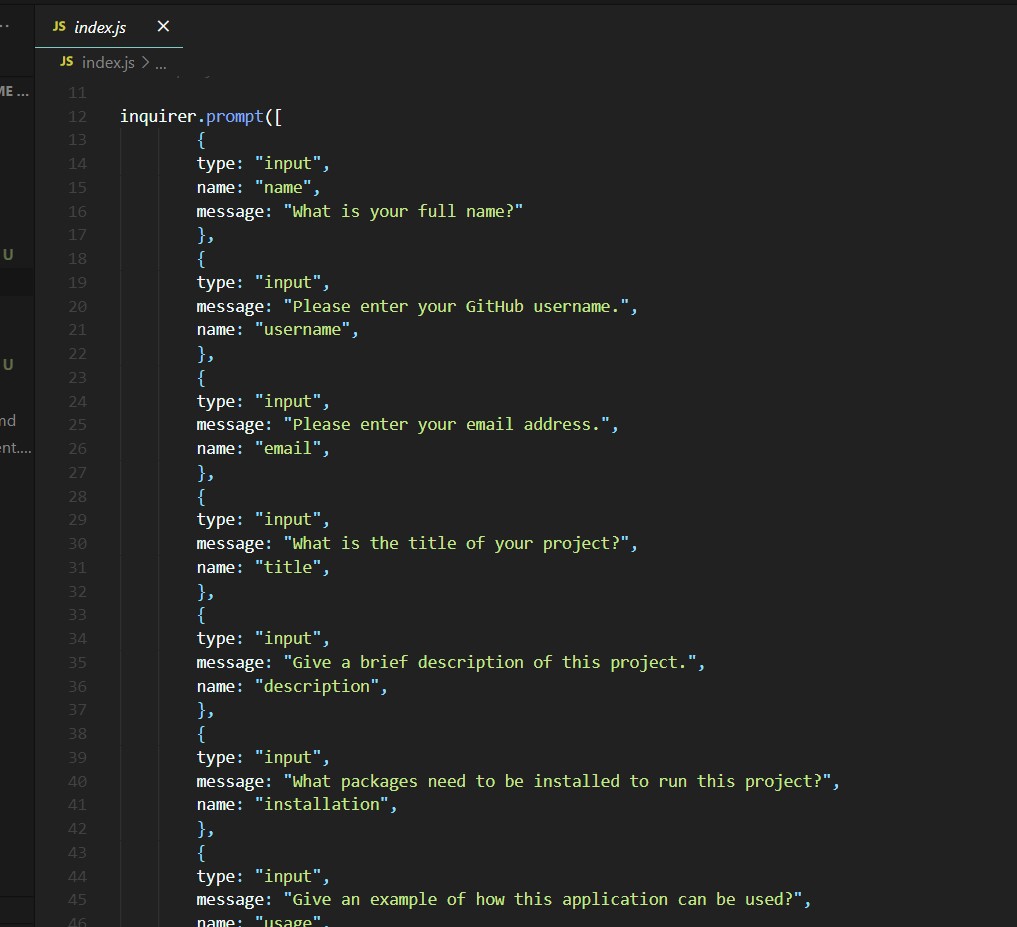 JS index.js ×
JS index.js > ...
ME ...
11
12 inquirer.prompt([
13 {
14 type: "input",
15 name: "name",
16 message: "What is your full name?"
17 },
18 {
19 type: "input",
20 message: "Please enter your GitHub username.",
21 name: "username",
22 },
23 {
24 type: "input",
25 message: "Please enter your email address.",
26 name: "email",
27 },
28 {
29 type: "input",
30 message: "What is the title of your project?",
31 name: "title",
32 },
33 {
34 type: "input",
35 message: "Give a brief description of this project.",
36 name: "description",
37 },
38 {
39 type: "input",
40 message: "What packages need to be installed to run this project?",
41 name: "installation",
42 },
43 {
44 type: "input",
45 message: "Give an example of how this application can be used?",
46 name: "usage",
U
U
md
ent....